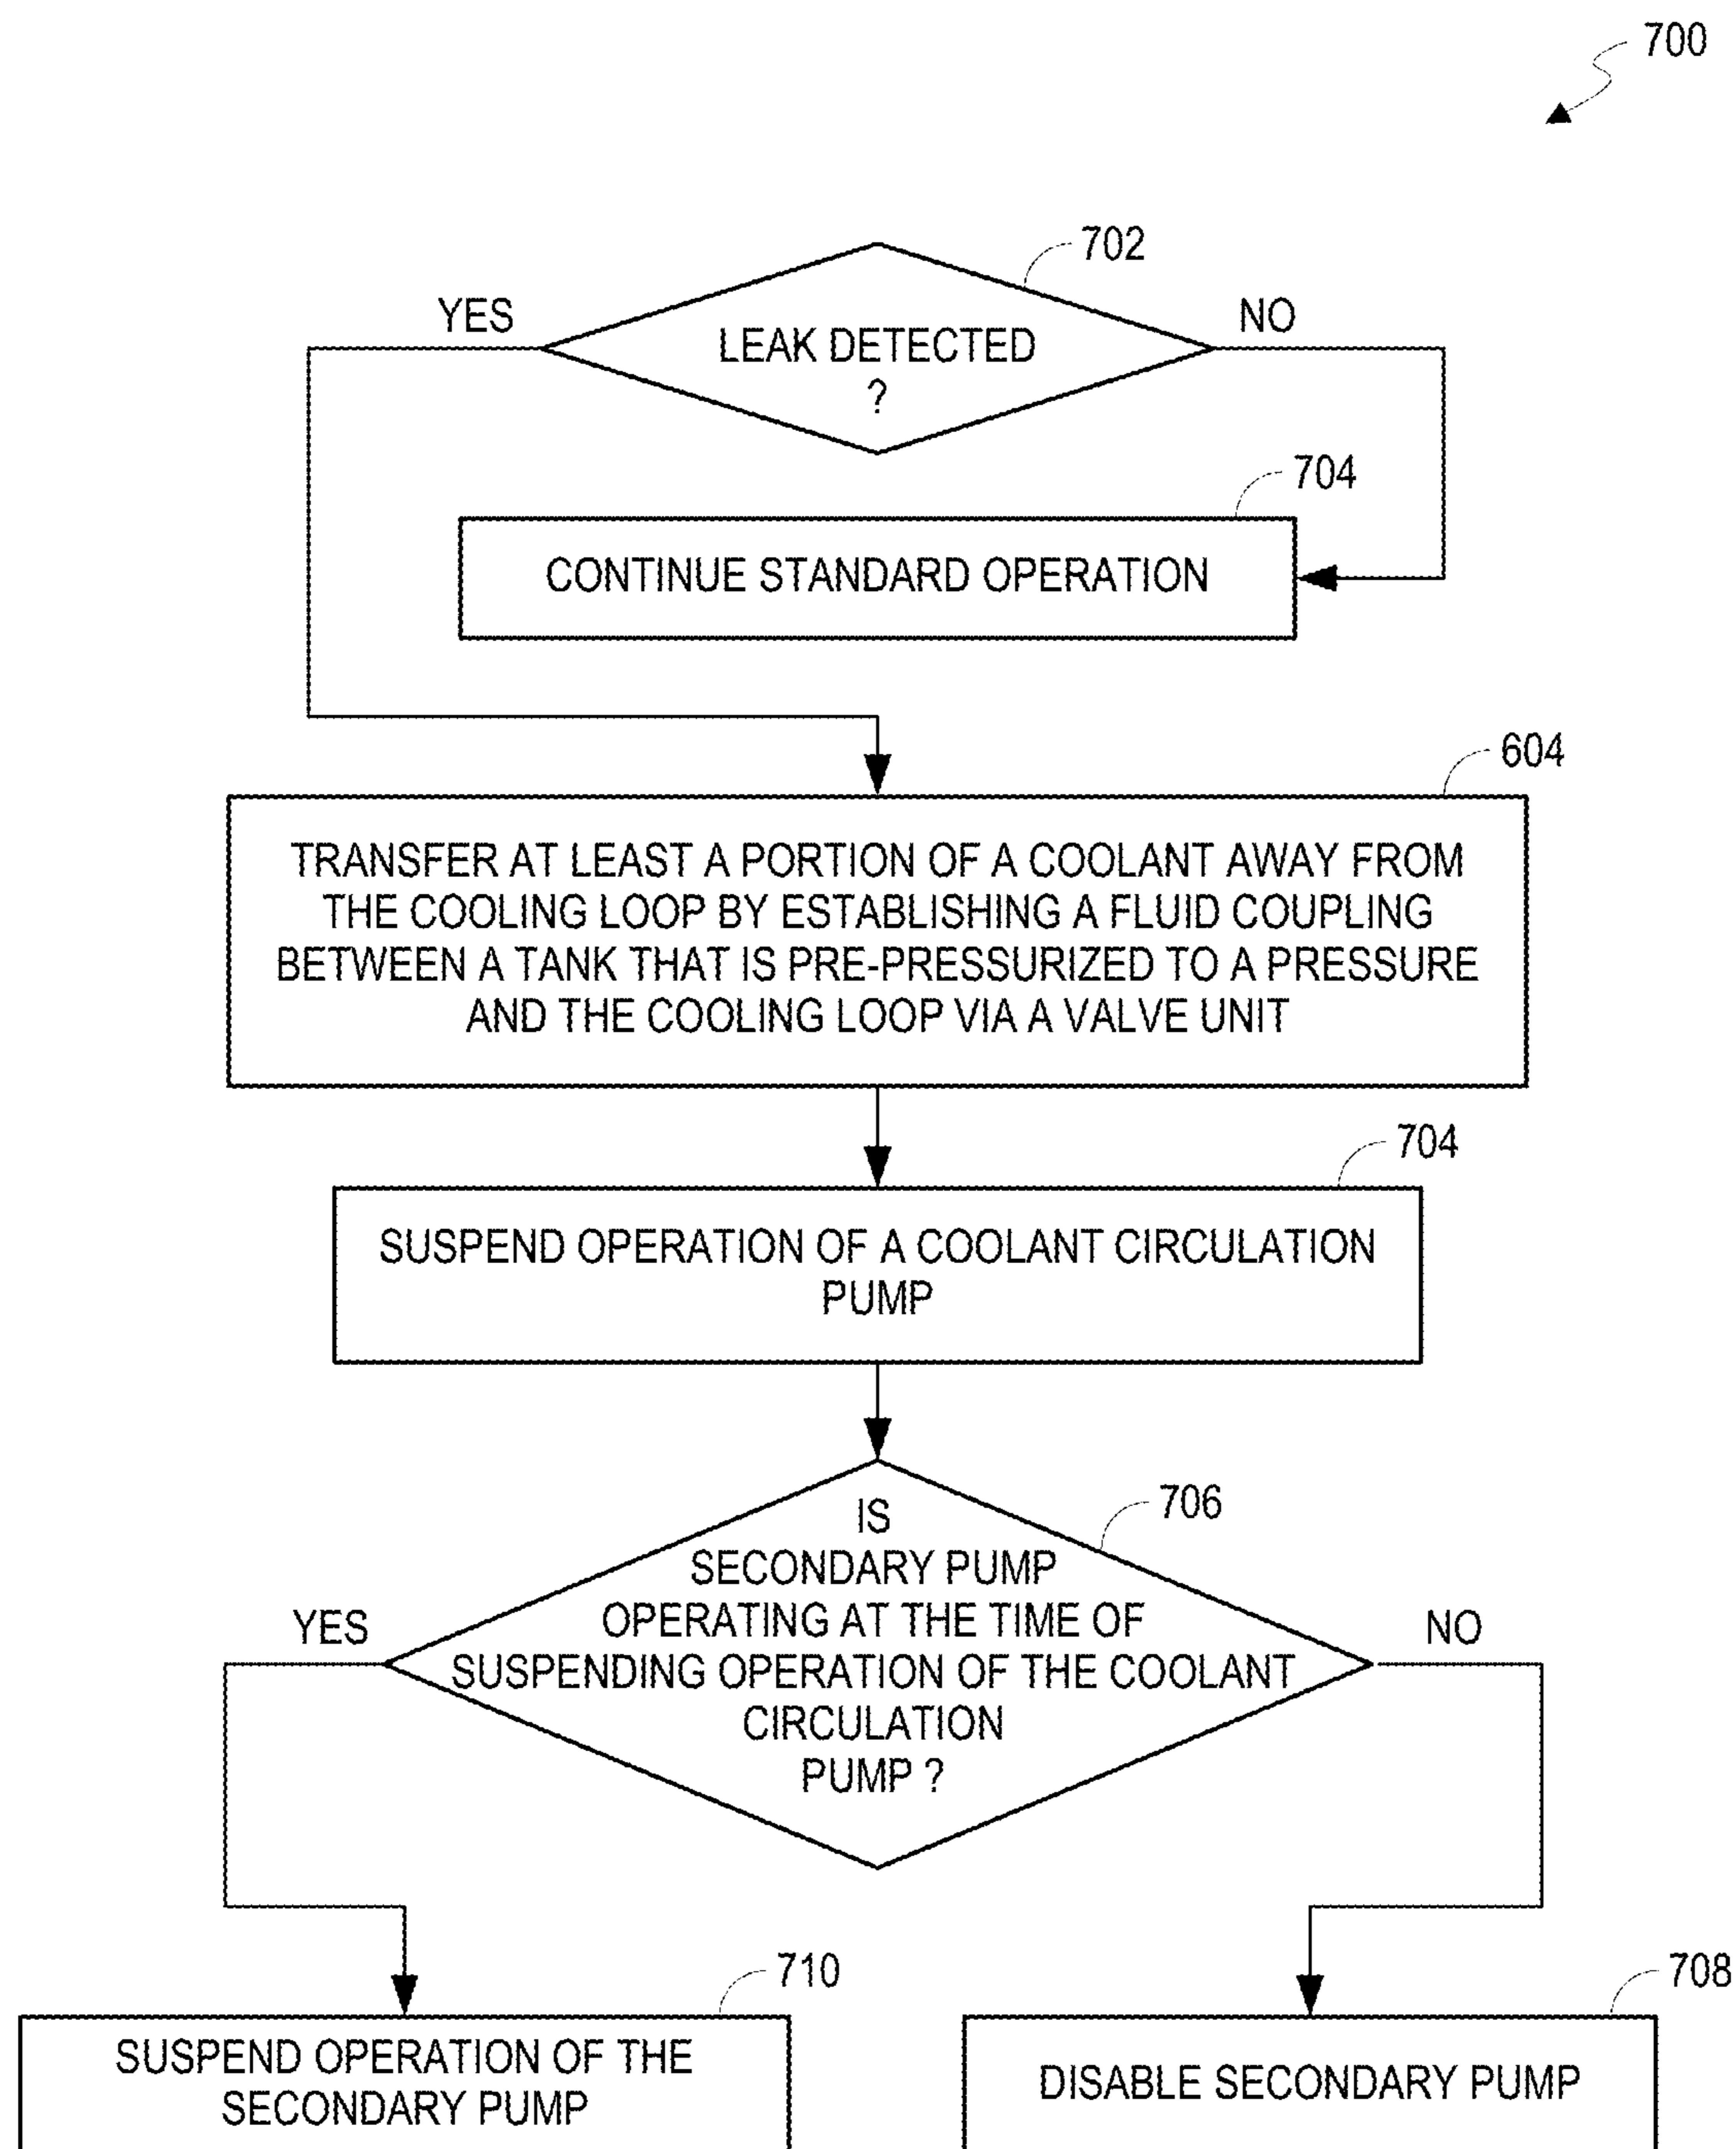 700
702
YES
NO
LEAK DETECTED
?
704
CONTINUE STANDARD OPERATION
604
TRANSFER AT LEAST A PORTION OF A COOLANT AWAY FROM
THE COOLING LOOP BY ESTABLISHING A FLUID COUPLING
BETWEEN A TANK THAT IS PRE-PRESSURIZED TO A PRESSURE
AND THE COOLING LOOP VIA A VALVE UNIT
704
SUSPEND OPERATION OF A COOLANT CIRCULATION
PUMP
706
IS
SECONDARY PUMP
OPERATING AT THE TIME OF
SUSPENDING OPERATION OF THE COOLANT
CIRCULATION
PUMP ?
YES
NO
710
SUSPEND OPERATION OF THE
SECONDARY PUMP
708
DISABLE SECONDARY PUMP